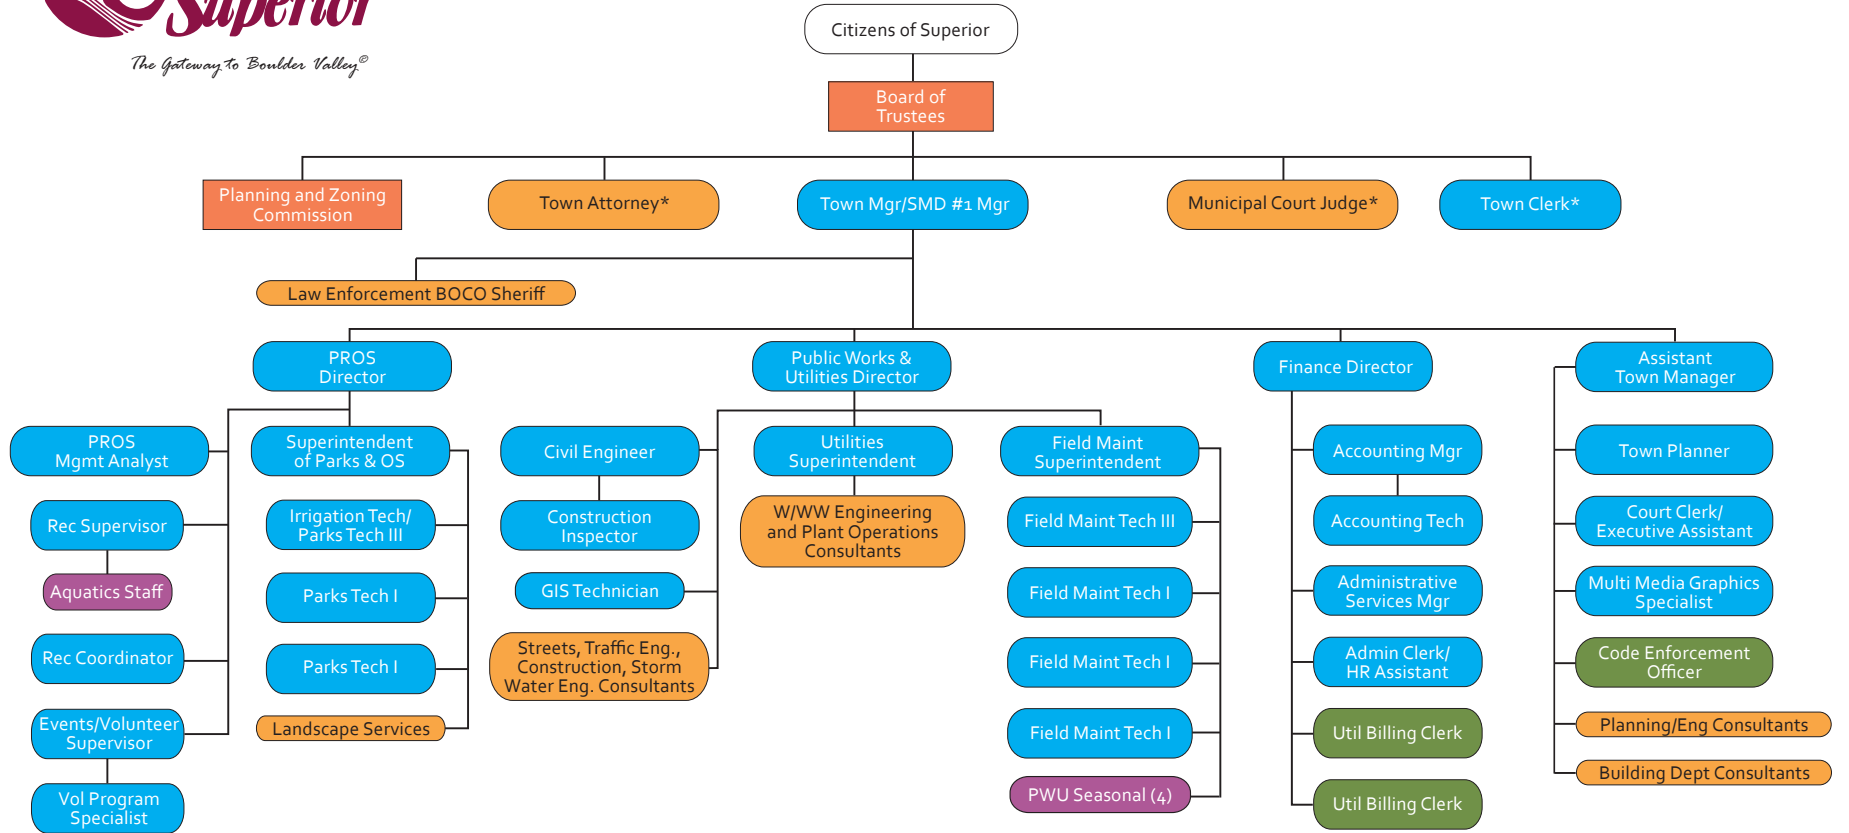 Superior
The Gateway to Boulder Valley©
Citizens of Superior
Board of
Trustees
Planning and Zoning
Commission
Town Attorney*
Town Mgr/SMD #1 Mgr
Municipal Court Judge*
Town Clerk*
Law Enforcement BOCO Sheriff
PROS
Director
Public Works &
Utilities Director
Finance Director
Assistant
Town Manager
PROS
Mgmt Analyst
Rec Supervisor
Aquatics Staff
Rec Coordinator
Events/Volunteer
Supervisor
Vol Program
Specialist
Superintendent
of Parks & OS
Irrigation Tech/
Parks Tech III
Parks Tech I
Parks Tech I
Landscape Services
Civil Engineer
Construction
Inspector
GIS Technician
Streets, Traffic Eng.,
Construction, Storm
Water Eng. Consultants
Utilities
Superintendent
W/WW Engineering
and Plant Operations
Consultants
Field Maint
Superintendent
Field Maint Tech III
Field Maint Tech I
Field Maint Tech I
Field Maint Tech I
PWU Seasonal (4)
Accounting Mgr
Accounting Tech
Administrative
Services Mgr
Admin Clerk/
HR Assistant
Util Billing Clerk
Util Billing Clerk
Town Planner
Court Clerk/
Executive Assistant
Multi Media Graphics
Specialist
Code Enforcement
Officer
Planning/Eng Consultants
Building Dept Consultants